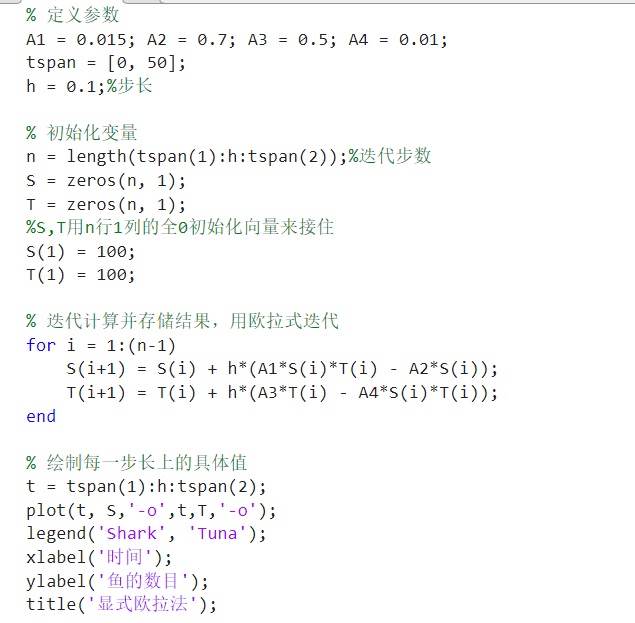 % 定义参数
A1 = 0.015; A2 = 0.7; A3 = 0.5; A4 = 0.01;
tspan = [0, 50];
h = 0.1;%步长
% 初始化变量
n = length(tspan(1):h:tspan(2));%迭代步数
S = zeros(n, 1);
T = zeros(n, 1);
%S,T用n行1列的全0初始化向量来接住
S(1) = 100;
T(1) = 100;
% 迭代计算并存储结果，用欧拉式迭代
for i = 1:(n-1)
S(i+1) = S(i) + h*(A1*S(i)*T(i) - A2*S(i));
T(i+1) = T(i) + h*(A3*T(i) - A4*S(i)*T(i));
end
% 绘制每一步长上的具体值
t = tspan(1):h:tspan(2);
plot(t, S,'-o',t,T,'-o');
legend('Shark', 'Tuna');
xlabel('时间');
ylabel('鱼的数目');
title('显式欧拉法');